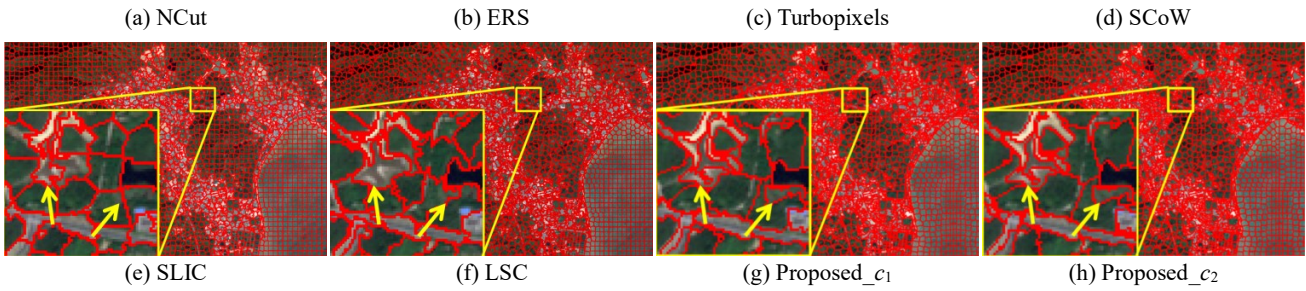 (a) NCut (b) ERS (c) Turbopixels (d) SCoW
(e) SLIC (f) LSC (g) Proposed_c₁ (h) Proposed_c₂